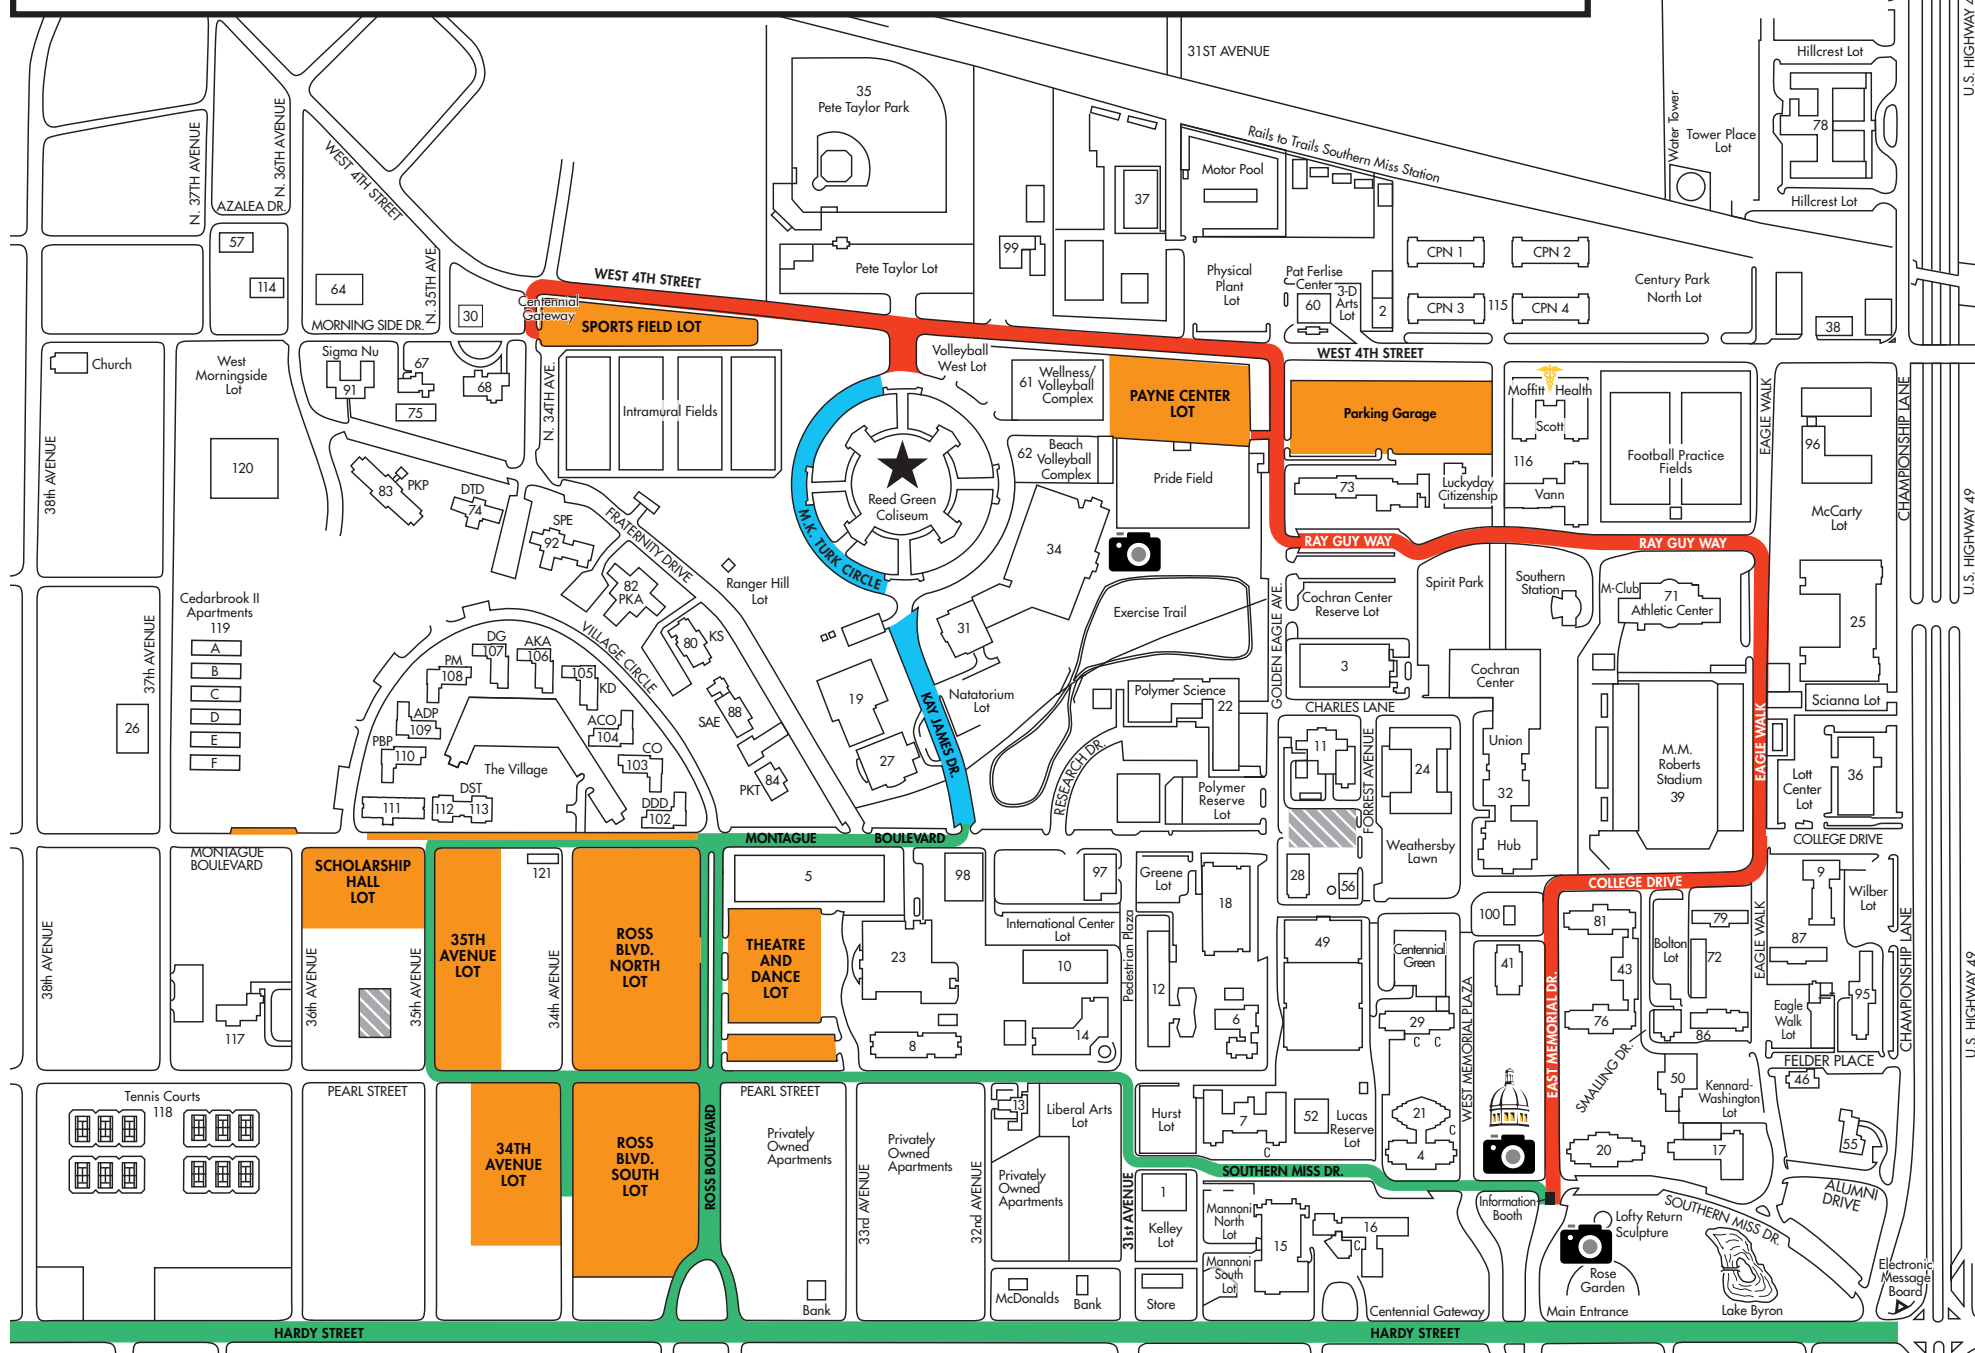 31ST AVENUE
Hillcrest Lot
U.S. HIGHWAY 4
35
Pete Taylor Park
N. 37TH AVENUE
N. 36TH AVENUE
AZALEA DR.
WEST 4TH STREET
Rails to Trails Southern Miss Station
Motor Pool
37
Water Tower
Tower Place
Lot
78
Hillcrest Lot
57
114
64
N. 35TH AVE.
MORNING SIDE DR.
30
Centennial
Gateway
WEST 4TH STREET
SPORTS FIELD LOT
Pete Taylor Lot
99
Physical
Plant
Lot
Pat Ferlise
Center
60
3-D
Arts
Lot
2
CPN 1
CPN 2
CPN 3
115
CPN 4
Century Park
North Lot
38
Church
West
Morningside
Lot
Sigma Nu
91
67
75
68
N. 34TH AVE.
Intramural Fields
Volleyball
West Lot
61
Wellness/
Volleyball
Complex
62
Beach
Volleyball
Complex
PAYNE CENTER
LOT
WEST 4TH STREET
Parking Garage
Moffitt Health
Scott
116
Vann
Luckyday
Citizenship
73
Football Practice
Fields
EAGLE WALK
96
McCarty
Lot
CHAMPIONSHIP LANE
U.S. HIGHWAY 49
38th AVENUE
120
83
PKP
DTD
74
SPE
92
FRATERNITY DRIVE
82
PKA
Ranger Hill
Lot
Reed Green
Coliseum
M.K. TURK CIRCLE
34
Pride Field
RAY GUY WAY
RAY GUY WAY
Exercise Trail
GOLDEN EAGLE AVE.
Cochran Center
Reserve Lot
Spirit Park
Southern
Station
M-Club
71
Athletic Center
25
Cedarbrook II
Apartments
119
A
B
C
D
E
F
37TH AVENUE
26
VILLAGE CIRCLE
80
KS
DG
107
AKA
106
PM
108
105
KD
ADP
109
PBP
110
ACO
104
CO
103
DDD
102
The Village
DST
111
112
113
SAE
88
PKT
84
31
19
27
Natatorium
Lot
KAY JAMES DR.
RESEARCH DR.
Polymer Science
22
Polymer
Reserve
Lot
3
CHARLES LANE
11
FORREST AVENUE
24
Weathersby
Lawn
Cochran
Center
Union
32
Hub
M.M.
Roberts
Stadium
39
EAGLE WALK
Scianna Lot
Lott
Center
Lot
36
COLLEGE DRIVE
MONTAGUE
BOULEVARD
MONTAGUE
BOULEVARD
SCHOLARSHIP
HALL
LOT
35TH
AVENUE
LOT
121
ROSS
BLVD.
NORTH
LOT
THEATRE
AND
DANCE
LOT
5
98
97
International Center
Lot
Greene
Lot
18
28
56
COLLEGE DRIVE
9
Wilber
Lot
38th AVENUE
36th AVENUE
35th AVENUE
34th AVENUE
117
23
8
10
14
Pedestrian Plaza
12
6
49
Centennial
Green
29
C C
WEST MEMORIAL PLAZA
100
41
EAST MEMORIAL DR.
81
43
76
Bolton
Lot
79
72
86
SMALLING DR.
EAGLE WALK
87
Eagle
Walk
Lot
95
CHAMPIONSHIP LANE
U.S. HIGHWAY 49
FELDER PLACE
46
Tennis Courts
118
PEARL STREET
34TH
AVENUE
LOT
ROSS
BLVD.
SOUTH
LOT
ROSS BOULEVARD
PEARL STREET
Privately
Owned
Apartments
33rd AVENUE
Privately
Owned
Apartments
32nd AVENUE
13
Liberal Arts
Lot
Privately
Owned
Apartments
31st AVENUE
Hurst
Lot
7
C
52
Lucas
Reserve
Lot
21
C
4
SOUTHERN MISS DR.
50
Kennard-
Washington
Lot
20
17
55
ALUMNI
DRIVE
SOUTHERN MISS DR.
1
Kelley
Lot
Store
Mannoni
North
Lot
Mannoni
South
Lot
15
16
C
Information
Booth
Lofty Return
Sculpture
Rose
Garden
Lake Byron
Electronic
Message
Board
Bank
McDonalds
Bank
Centennial Gateway
Main Entrance
HARDY STREET
HARDY STREET